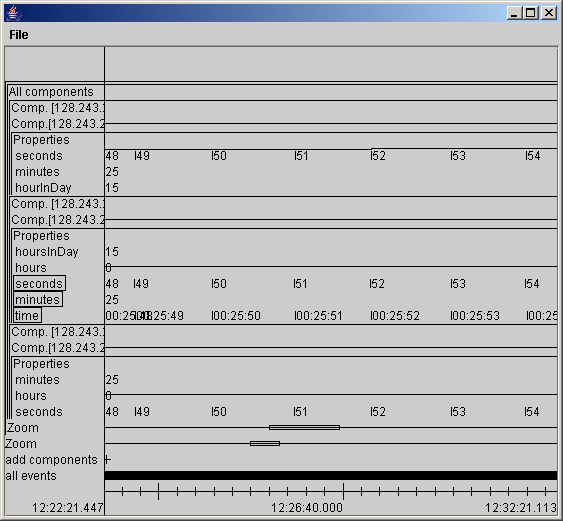 File
All components
Comp. [128.243.
Comp.[128.243.2
Properties
seconds 48 49 50 51 52 53 54
minutes 25
hourInDay 15
Comp. [128.243.
Comp.[128.243.2
Properties
hoursInDay 15
hours 0
seconds 48 49 50 51 52 53 54
minutes 25
time 00:25:48 00:25:49 00:25:50 00:25:51 00:25:52 00:25:53 00:25
Comp. [128.243.
Comp.[128.243.2
Properties
minutes 25
hours 0
seconds 48 49 50 51 52 53 54
Zoom
Zoom
add components
all events
12:22:21.447 12:26:40.000 12:32:21.113